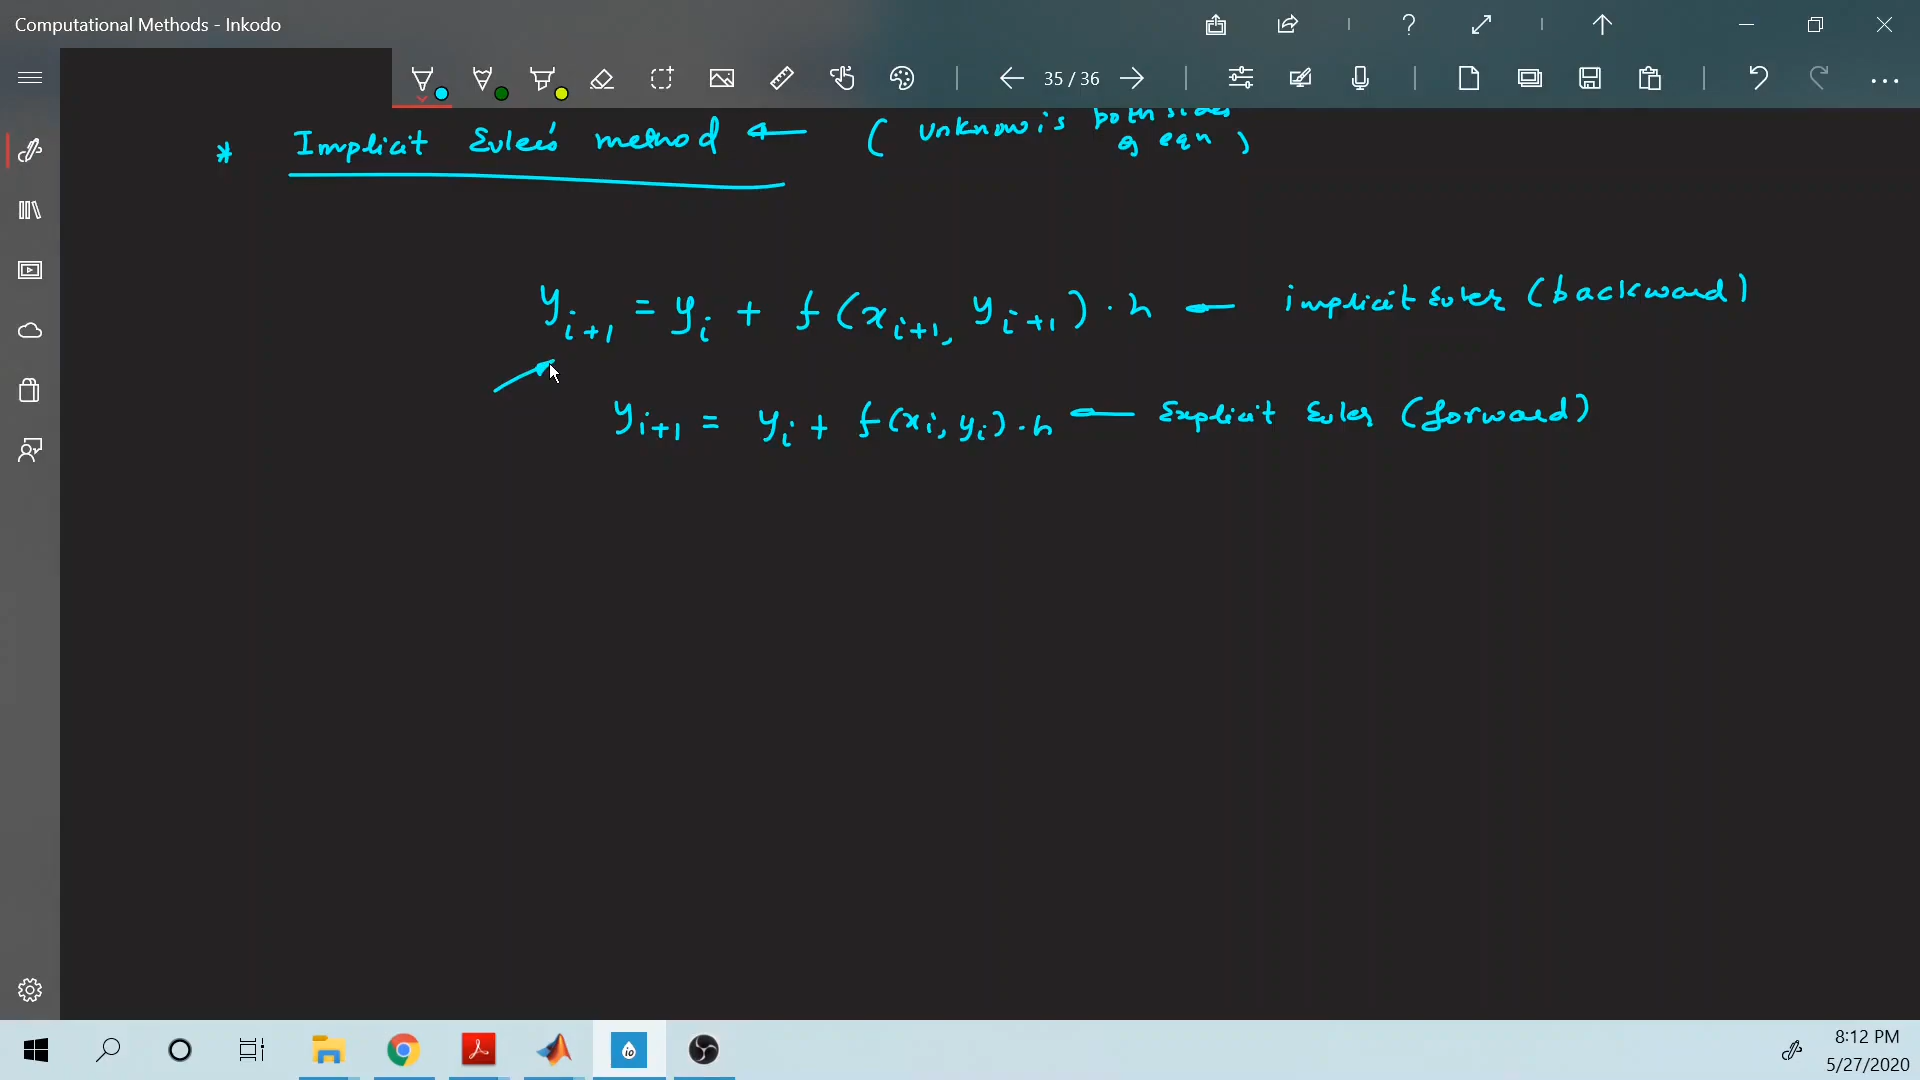 Computational Methods - Inkodo
35 / 36
* Implicit Euler's method ← ( unknow is both sides
of eqn )
y_{i+1} = y_i + f(x_{i+1}, y_{i+1}) · h ← implicit Euler (backward)
y_{i+1} = y_i + f(x_i, y_i) · h ← Explicit Euler (forward)
8:12 PM
5/27/2020